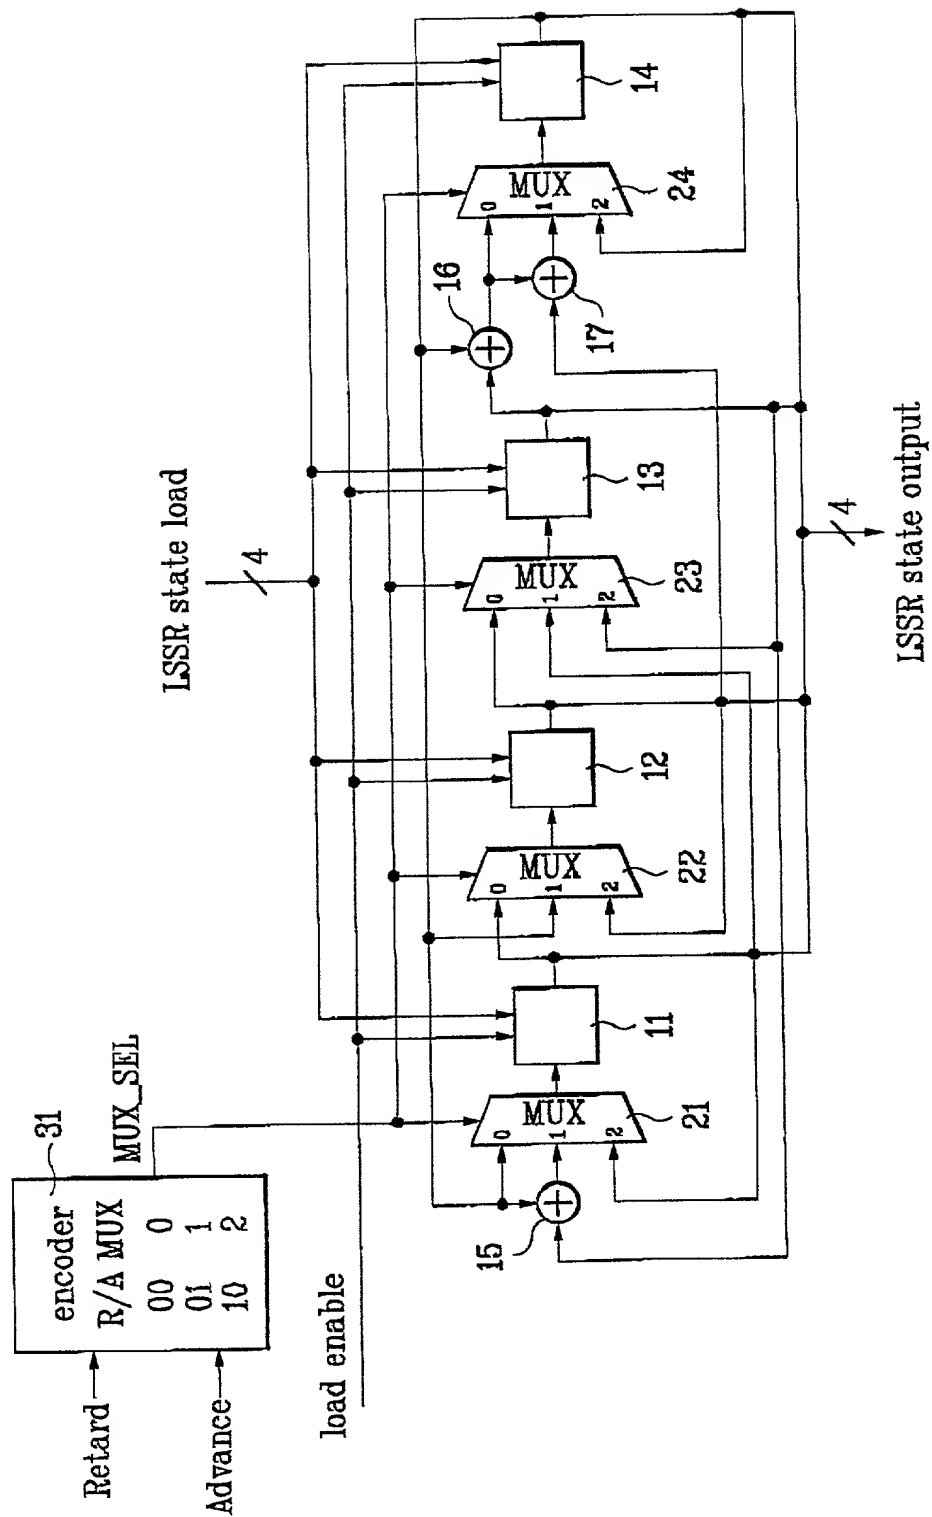 encoder
31
R/A MUX
00 0
01 1
10 2
Retard
Advance
MUX_SEL
load enable
LSSR state load
4
MUX
0
1
2
21
15
11
MUX
0
1
2
22
12
MUX
0
1
2
23
13
16
17
MUX
0
1
2
24
14
4
LSSR state output